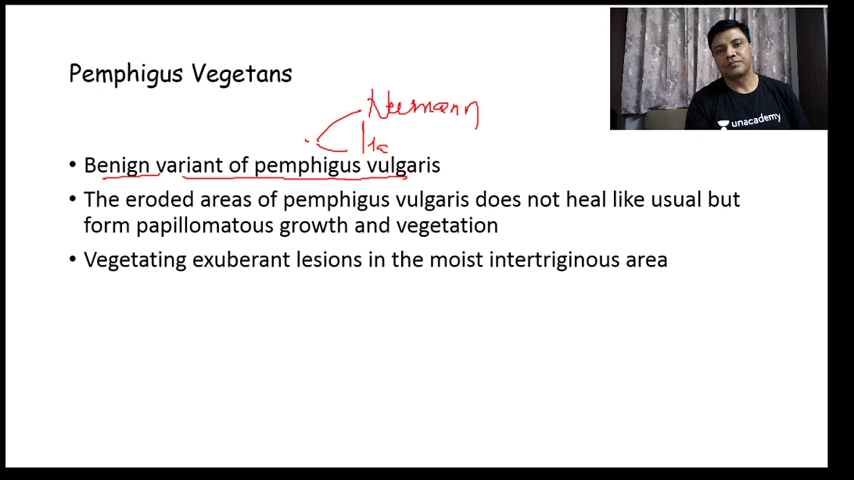 Pemphigus Vegetans
unacademy
Neumann
Ha
• Benign variant of pemphigus vulgaris
• The eroded areas of pemphigus vulgaris does not heal like usual but
form papillomatous growth and vegetation
• Vegetating exuberant lesions in the moist intertriginous area